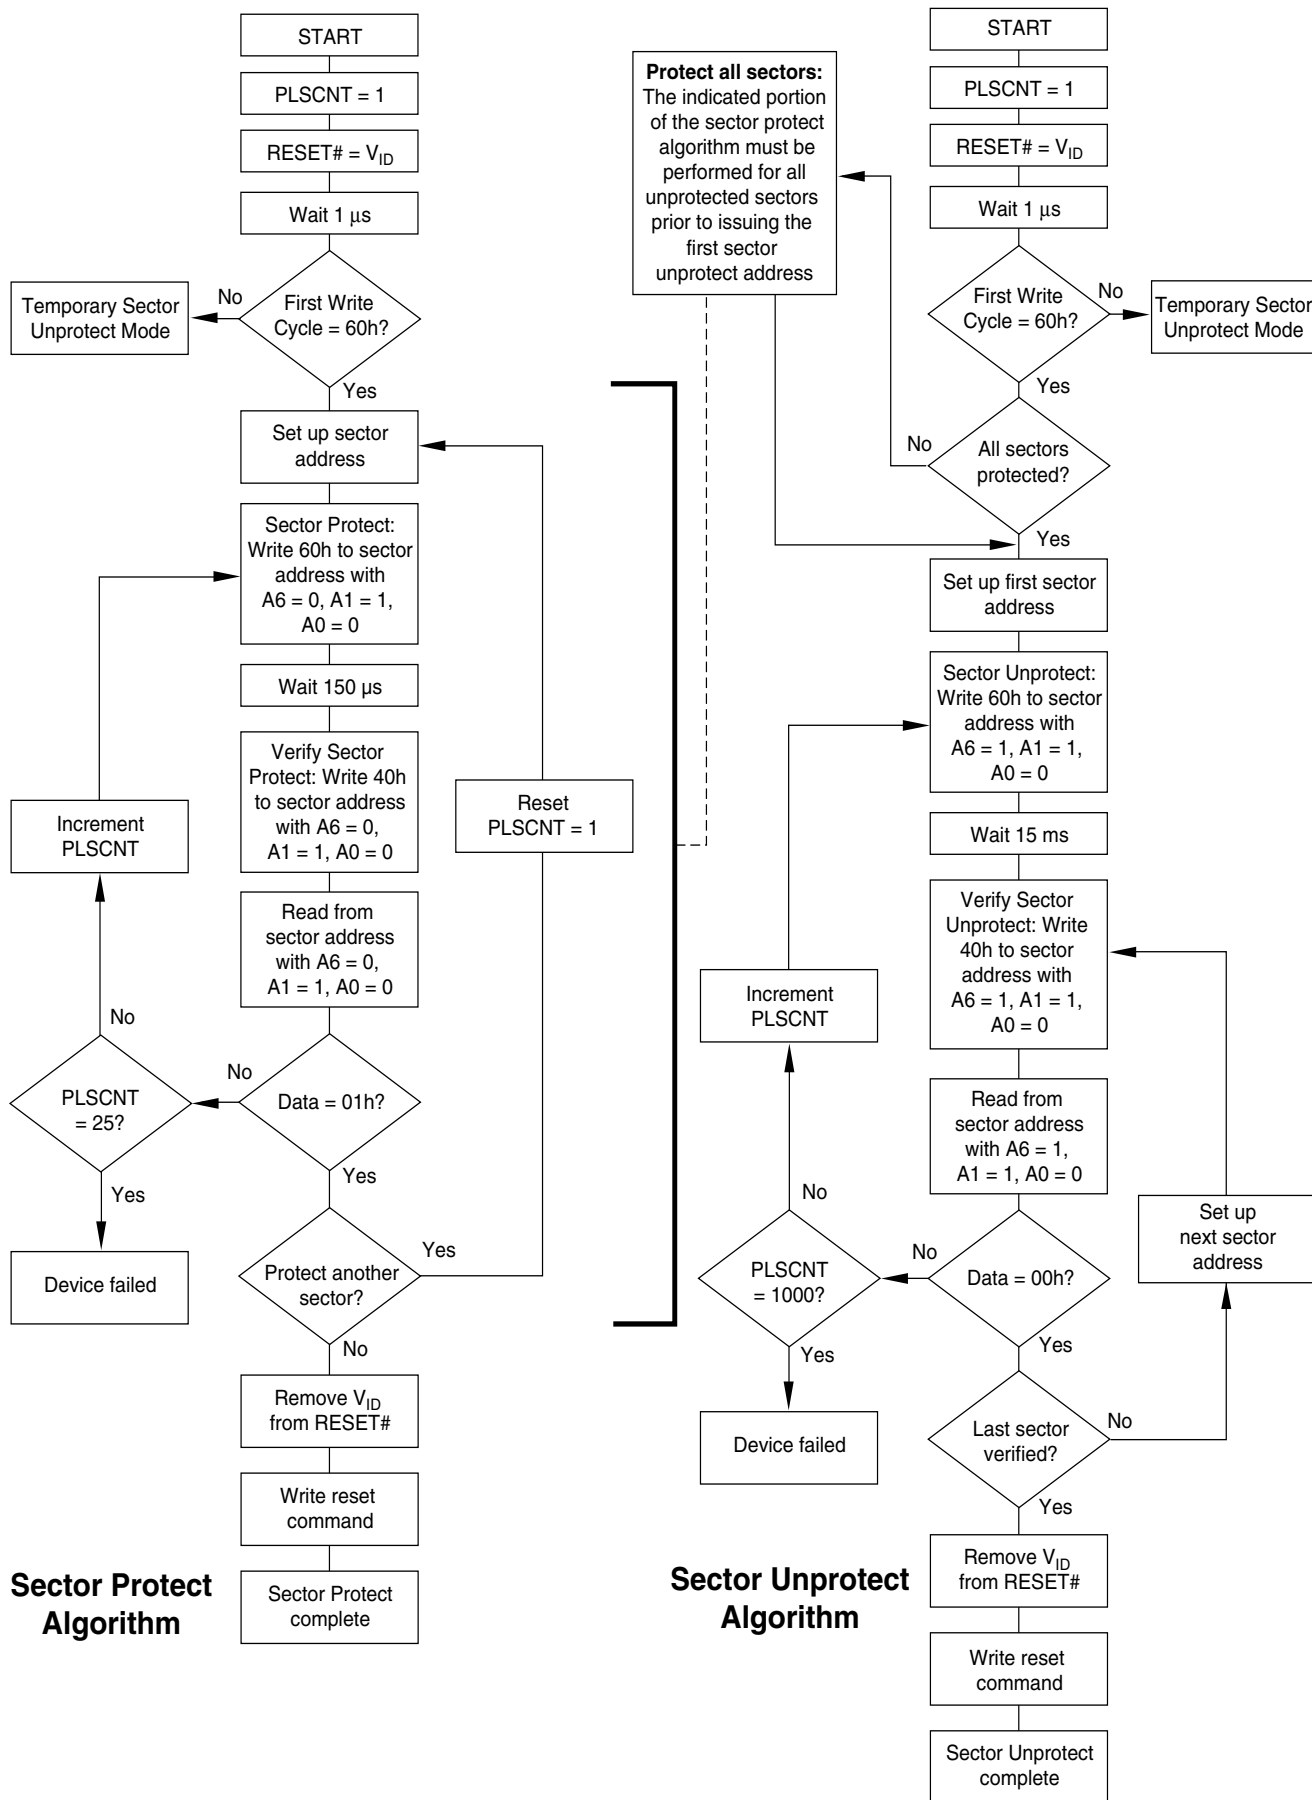 START
PLSCNT = 1
RESET# = VID
Wait 1 μs
First Write
Cycle = 60h?
No
Temporary Sector
Unprotect Mode
Yes
Set up sector
address
Sector Protect:
Write 60h to sector
address with
A6 = 0, A1 = 1,
A0 = 0
Wait 150 µs
Verify Sector
Protect: Write 40h
to sector address
with A6 = 0,
A1 = 1, A0 = 0
Reset
PLSCNT = 1
Increment
PLSCNT
Read from
sector address
with A6 = 0,
A1 = 1, A0 = 0
No
No
PLSCNT
= 25?
Data = 01h?
Yes
Yes
Device failed
Protect another
sector?
Yes
No
Remove VID
from RESET#
Write reset
command
Sector Protect
complete
Sector Protect
Algorithm
START
Protect all sectors:
The indicated portion
of the sector protect
algorithm must be
performed for all
unprotected sectors
prior to issuing the
first sector
unprotect address
PLSCNT = 1
RESET# = VID
Wait 1 μs
First Write
Cycle = 60h?
No
Temporary Sector
Unprotect Mode
Yes
No
All sectors
protected?
Yes
Set up first sector
address
Sector Unprotect:
Write 60h to sector
address with
A6 = 1, A1 = 1,
A0 = 0
Wait 15 ms
Verify Sector
Unprotect: Write
40h to sector
address with
A6 = 1, A1 = 1,
A0 = 0
Increment
PLSCNT
Read from
sector address
with A6 = 1,
A1 = 1, A0 = 0
No
No
Set up
next sector
address
PLSCNT
= 1000?
Data = 00h?
Yes
Yes
Device failed
Last sector
verified?
No
Yes
Remove VID
from RESET#
Write reset
command
Sector Unprotect
complete
Sector Unprotect
Algorithm